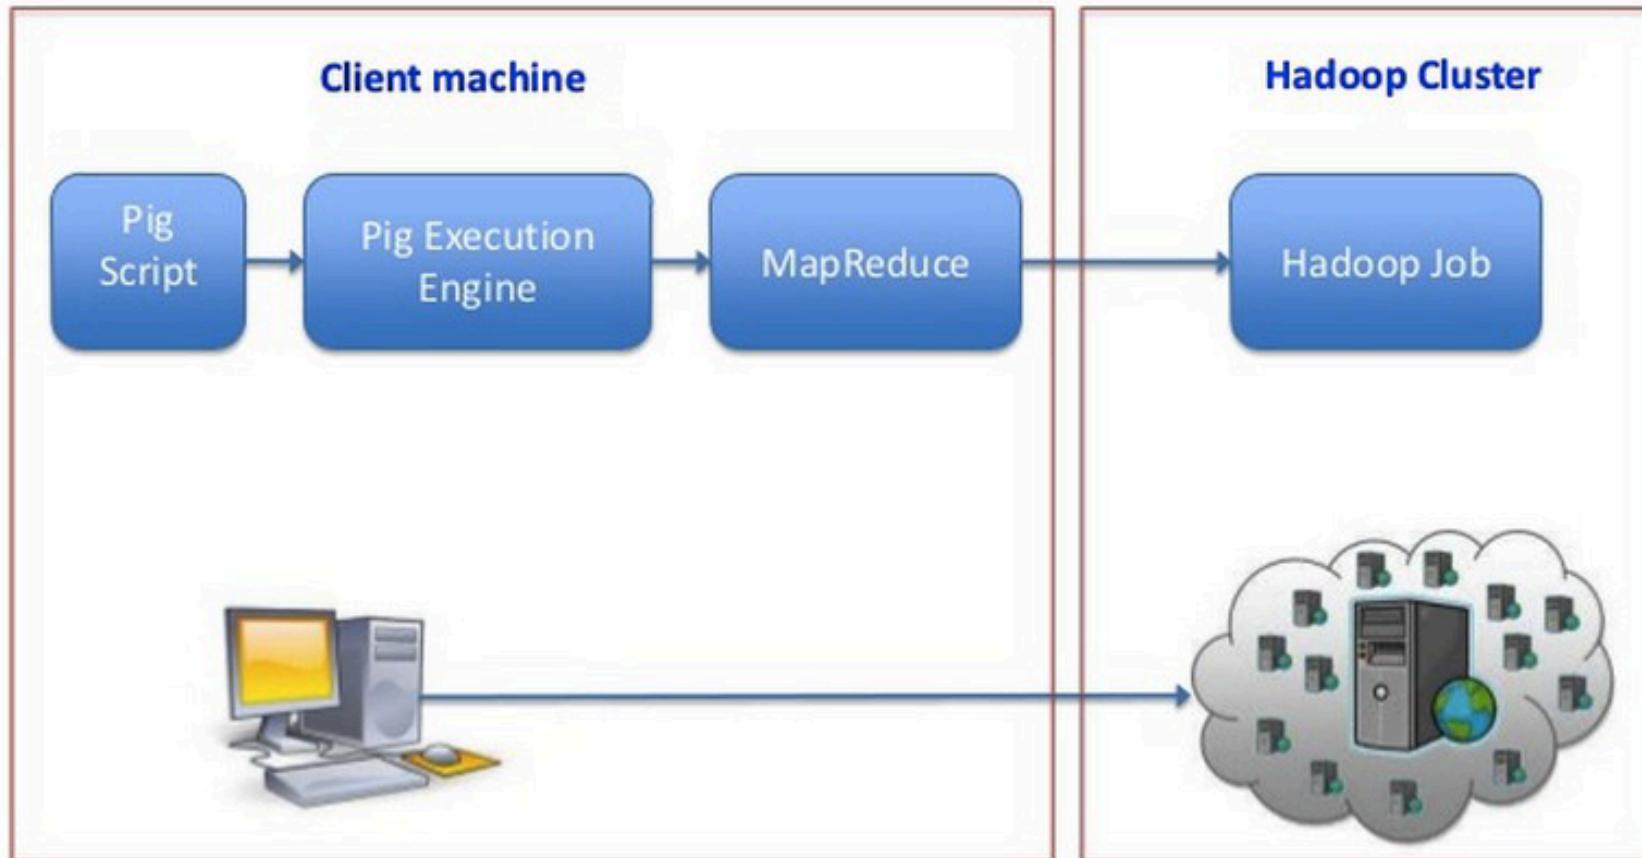 Client machine
Hadoop Cluster
Pig
Script
Pig Execution
Engine
MapReduce
Hadoop Job